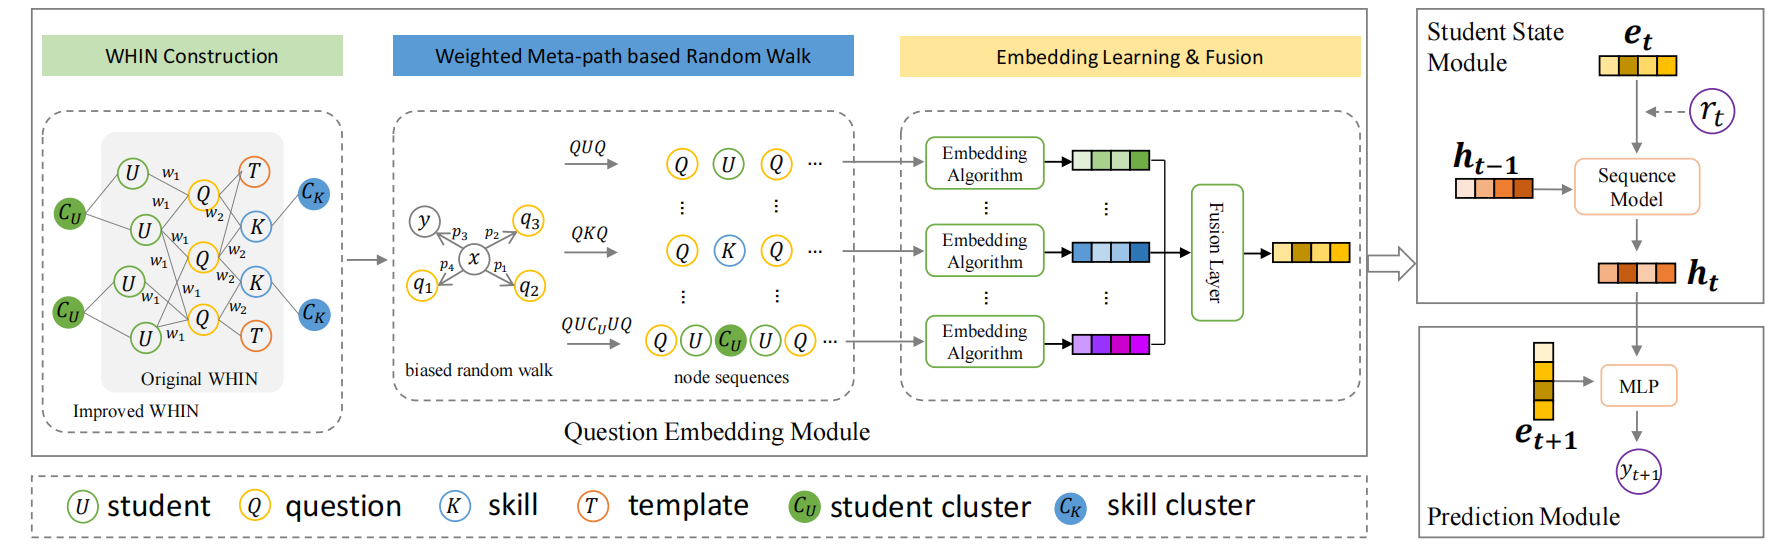 WHIN Construction
C_U
C_U
U
U
U
U
w_1
w_1
w_1
w_1
w_1
w_1
w_1
Q
Q
Q
w_2
w_2
w_2
w_2
T
K
K
T
C_K
C_K
Original WHIN
Improved WHIN
Weighted Meta-path based Random Walk
y
q_3
p_3
p_2
x
p_4
p_1
q_1
q_2
biased random walk
QUQ
Q U Q ...
QKQ
Q K Q ...
QUC_UUQ
Q U C_U U Q ...
node sequences
Embedding Learning & Fusion
Embedding
Algorithm
Embedding
Algorithm
Embedding
Algorithm
Fusion Layer
Question Embedding Module
U student
Q question
K skill
T template
C_U student cluster
C_K skill cluster
Student State
Module
e_t
r_t
h_{t-1}
Sequence
Model
h_t
MLP
e_{t+1}
y_{t+1}
Prediction Module